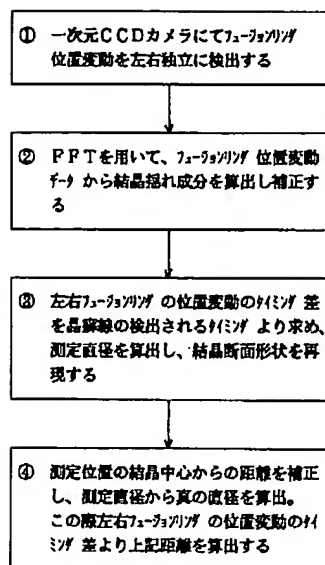 ① 一次元CCDカメラにてﾌｭｰｼﾞｮﾝﾘﾝｸﾞ
位置変動を左右独立に検出する
② FFTを用いて、ﾌｭｰｼﾞｮﾝﾘﾝｸﾞ 位置変動
ﾃﾞｰﾀ から結晶揺れ成分を算出し補正す
る
③ 左右ﾌｭｰｼﾞｮﾝﾘﾝｸﾞ の位置変動のﾀｲﾐﾝｸﾞ 差
を晶癖線の検出されるﾀｲﾐﾝｸﾞ より求め、
測定直径を算出し、結晶断面形状を再
現する
④ 測定位置の結晶中心からの距離を補正
し、測定直径から真の直径を算出。
この際左右ﾌｭｰｼﾞｮﾝﾘﾝｸﾞ の位置変動のﾀｲ
ﾐﾝｸﾞ 差より上記距離を算出する